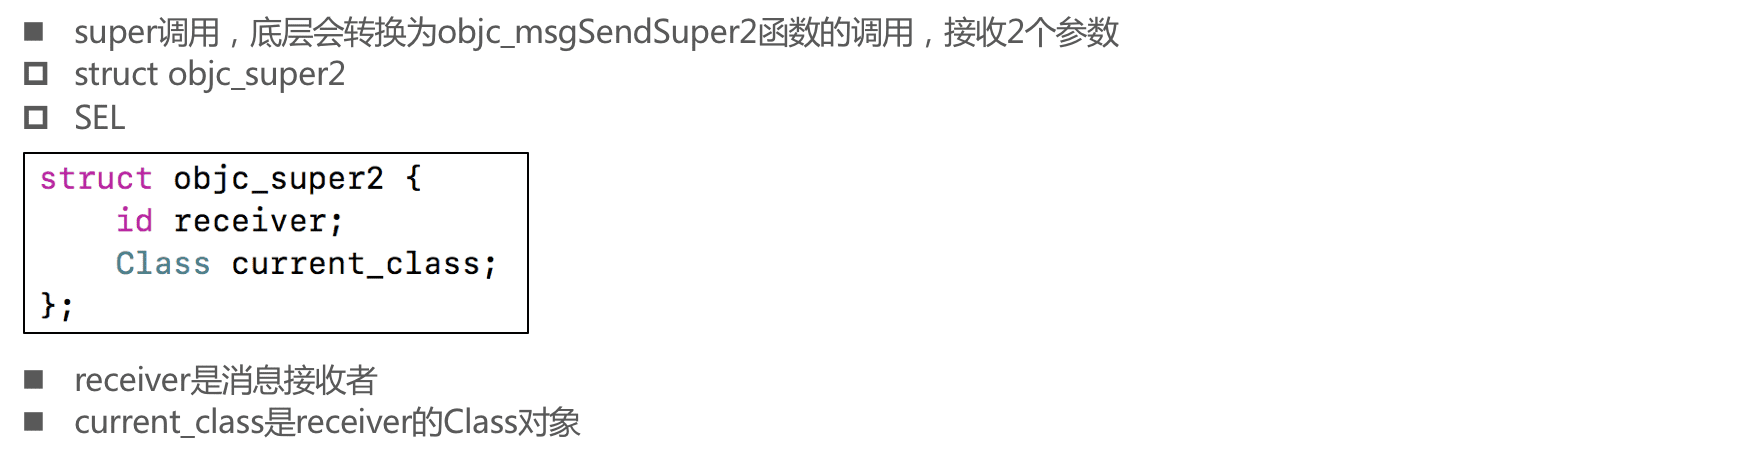 super调用，底层会转换为objc_msgSendSuper2函数的调用，接收2个参数
struct objc_super2
SEL
struct objc_super2 {
    id receiver;
    Class current_class;
};
receiver是消息接收者
current_class是receiver的Class对象